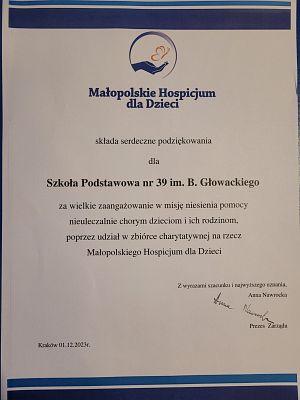 Małopolskie Hospicjum
dla Dzieci
składa serdeczne podziękowania
dla
Szkoła Podstawowa nr 39 im. B. Głowackiego
za wielkie zaangażowanie w misję niesienia pomocy
nieuleczalnie chorym dzieciom i ich rodzinom,
poprzez udział w zbiórce charytatywnej na rzecz
Małopolskiego Hospicjum dla Dzieci
Z wyrazami szacunku i najwyższego uznania,
Anna Nawrocka
Anna Nawrocka
Prezes Zarządu
Kraków 01.12.2023r.